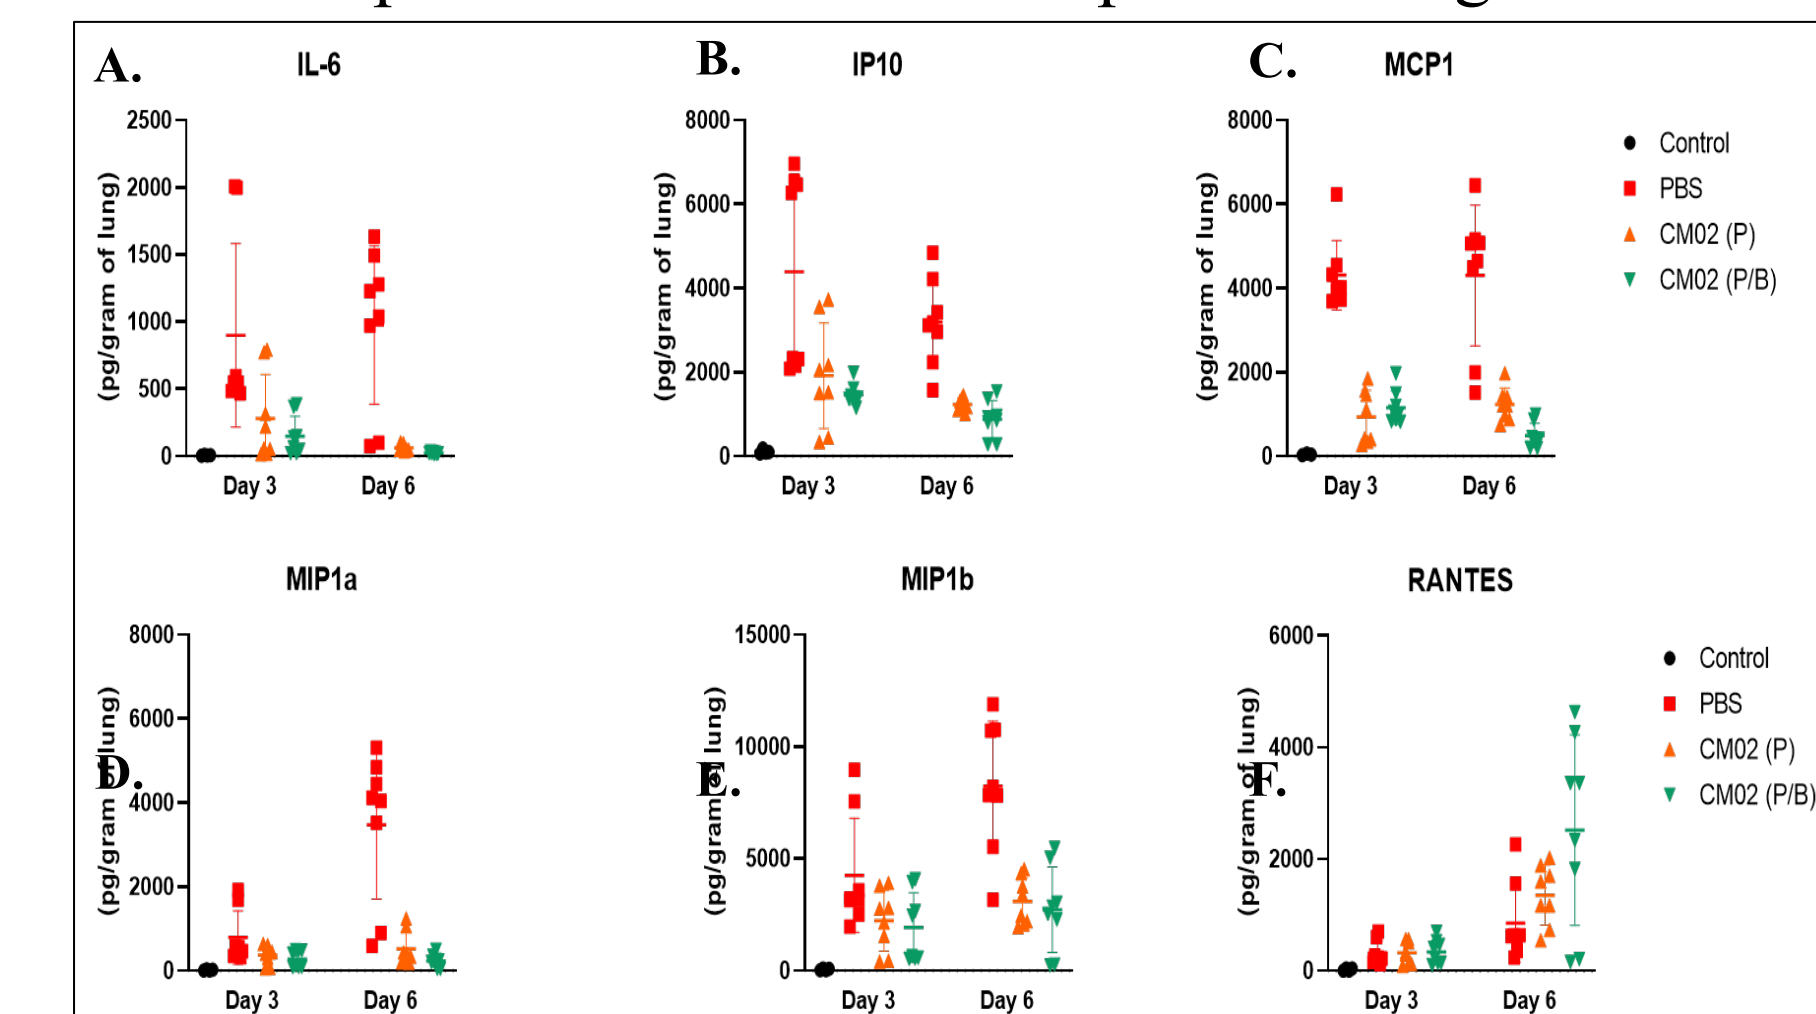 A.
IL-6
B.
IP10
C.
MCP1
(pg/gram of lung)
2500
2000
1500
1000
500
0
Day 3
Day 6
(pg/gram of lung)
8000
6000
4000
2000
0
Day 3
Day 6
(pg/gram of lung)
8000
6000
4000
2000
0
Day 3
Day 6
Control
PBS
CM02 (P)
CM02 (P/B)
MIP1a
MIP1b
RANTES
D.
(pg/gram of lung)
8000
6000
4000
2000
0
Day 3
Day 6
E.
(pg/gram of lung)
15000
10000
5000
0
Day 3
Day 6
F.
(pg/gram of lung)
6000
4000
2000
0
Day 3
Day 6
Control
PBS
CM02 (P)
CM02 (P/B)